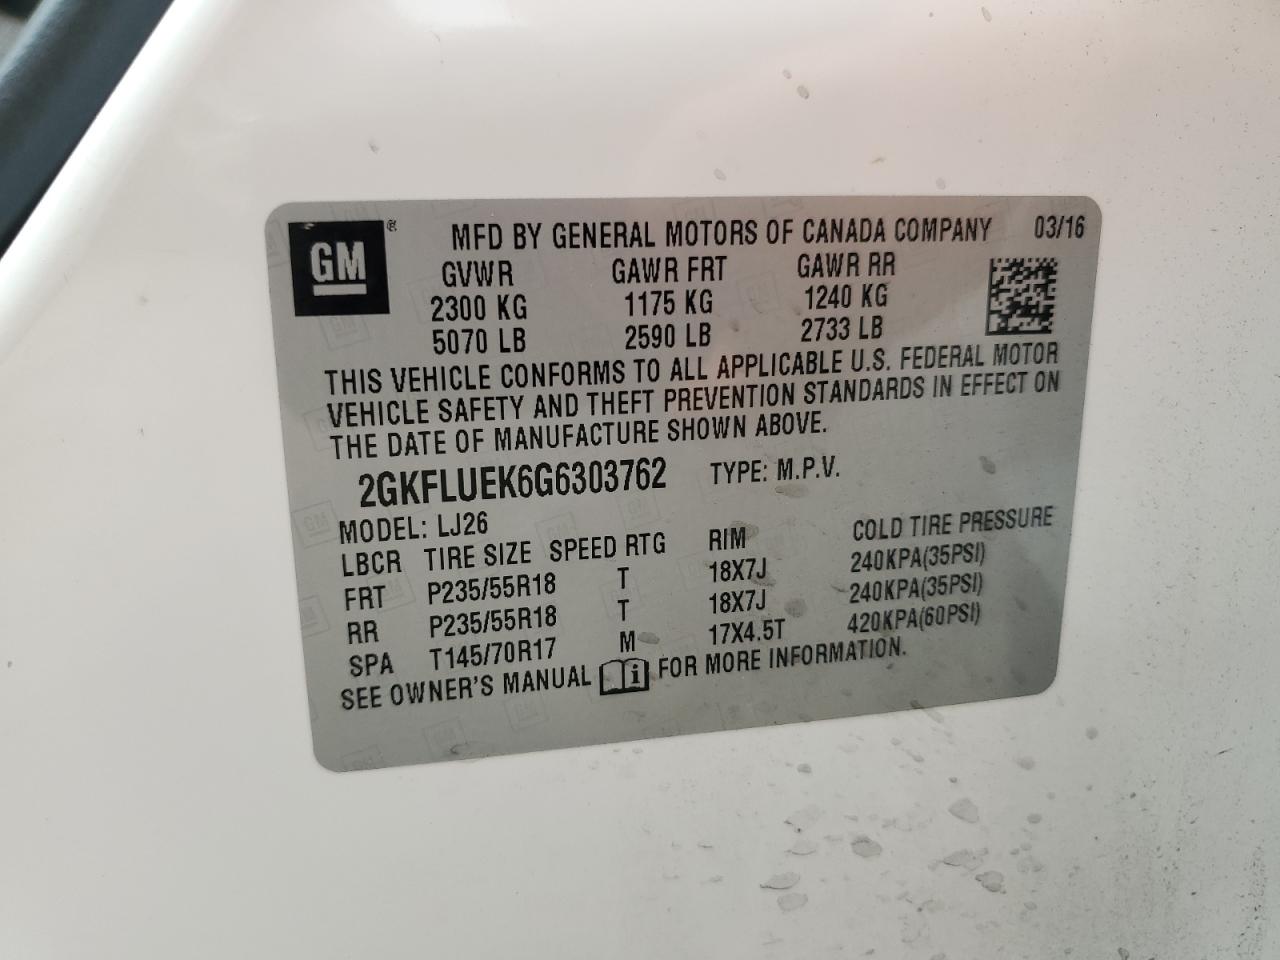 GM ®
MFD BY GENERAL MOTORS OF CANADA COMPANY 03/16
GVWR GAWR FRT GAWR RR
2300 KG 1175 KG 1240 KG
5070 LB 2590 LB 2733 LB
THIS VEHICLE CONFORMS TO ALL APPLICABLE U.S. FEDERAL MOTOR
VEHICLE SAFETY AND THEFT PREVENTION STANDARDS IN EFFECT ON
THE DATE OF MANUFACTURE SHOWN ABOVE.
2GKFLUEK6G6303762 TYPE: M.P.V.
MODEL: LJ26
LBCR TIRE SIZE SPEED RTG RIM COLD TIRE PRESSURE
FRT P235/55R18 T 18X7J 240KPA(35PSI)
RR P235/55R18 T 18X7J 240KPA(35PSI)
SPA T145/70R17 M 17X4.5T 420KPA(60PSI)
SEE OWNER'S MANUAL i FOR MORE INFORMATION.